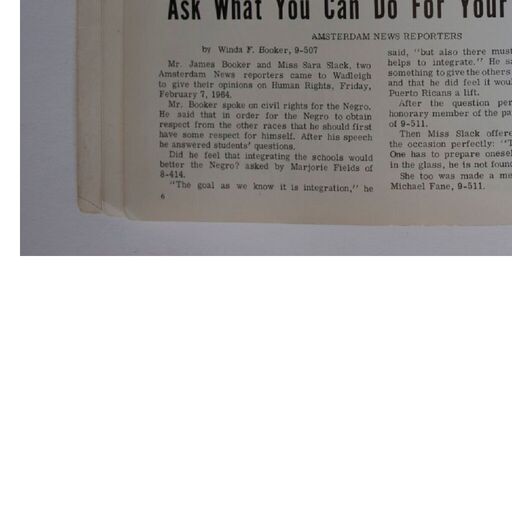 Ask What You Can Do For Your
AMSTERDAM NEWS REPORTERS
by Winda F. Booker, 9-507
Mr. James Booker and Miss Sara Slack, two
Amsterdam News reporters came to Wadleigh
to give their opinions on Human Rights, Friday,
February 7, 1964.
Mr. Booker spoke on civil rights for the Negro.
He said that in order for the Negro to obtain
respect from the other races that he should first
have some respect for himself. After his speech
he answered students' questions.
Did he feel that integrating the schools would
better the Negro? asked by Marjorie Fields of
8-414.
"The goal as we know it is integration," he
6
said, "but also there must
helps to integrate." He s
something to give the others
and that he did feel it woul
Puerto Ricans a lift.
After the question per
honorary member of the pa
of 9-511.
Then Miss Slack offere
the occasion perfectly: "T
One has to prepare onesel
in the glass, he is not foun
She too was made a me
Michael Fane, 9-511.